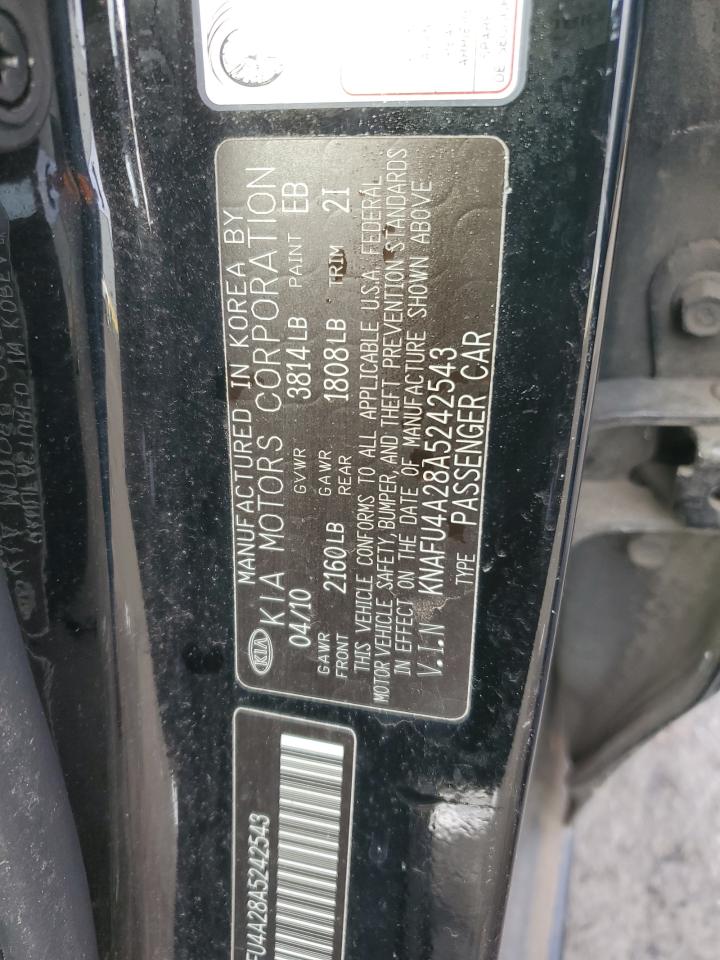 MANUFACTURED IN KOREA BY
KIA KIA MOTORS CORPORATION
04/10 GVWR 3814LB PAINT EB
GAWR FRONT 2160LB GAWR REAR 1808LB TRIM 2I
THIS VEHICLE CONFORMS TO ALL APPLICABLE U.S.A. FEDERAL
MOTOR VEHICLE SAFETY, BUMPER, AND THEFT PREVENTION STANDARDS
IN EFFECT ON THE DATE OF MANUFACTURE SHOWN ABOVE
V.I.N KNAFU4A28A5242543
TYPE PASSENGER CAR
FU4A28A5242543